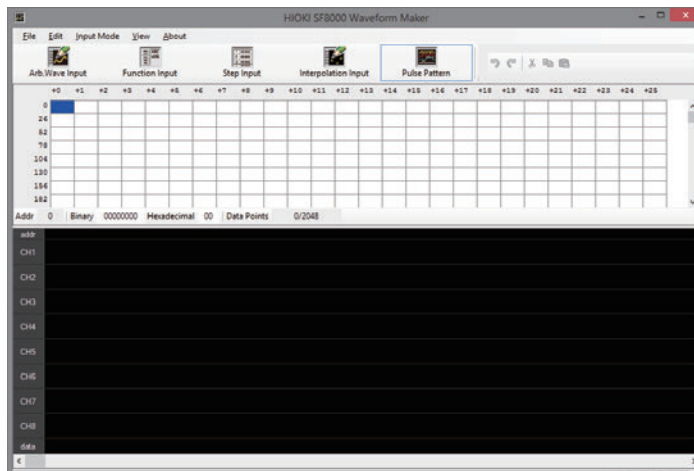 HIOKI SF8000 Waveform Maker
File Edit Input Mode View About
Arb.Wave Input Function Input Step Input Interpolation Input Pulse Pattern
+0 +1 +2 +3 +4 +5 +6 +7 +8 +9 +10 +11 +12 +13 +14 +15 +16 +17 +18 +19 +20 +21 +22 +23 +24 +25
0
26
52
78
104
130
156
182
Addr 0 Binary 00000000 Hexadecimal 00 Data Points 0/2048
addr
CH1
CH2
CH3
CH4
CH5
CH6
CH7
CH8
data